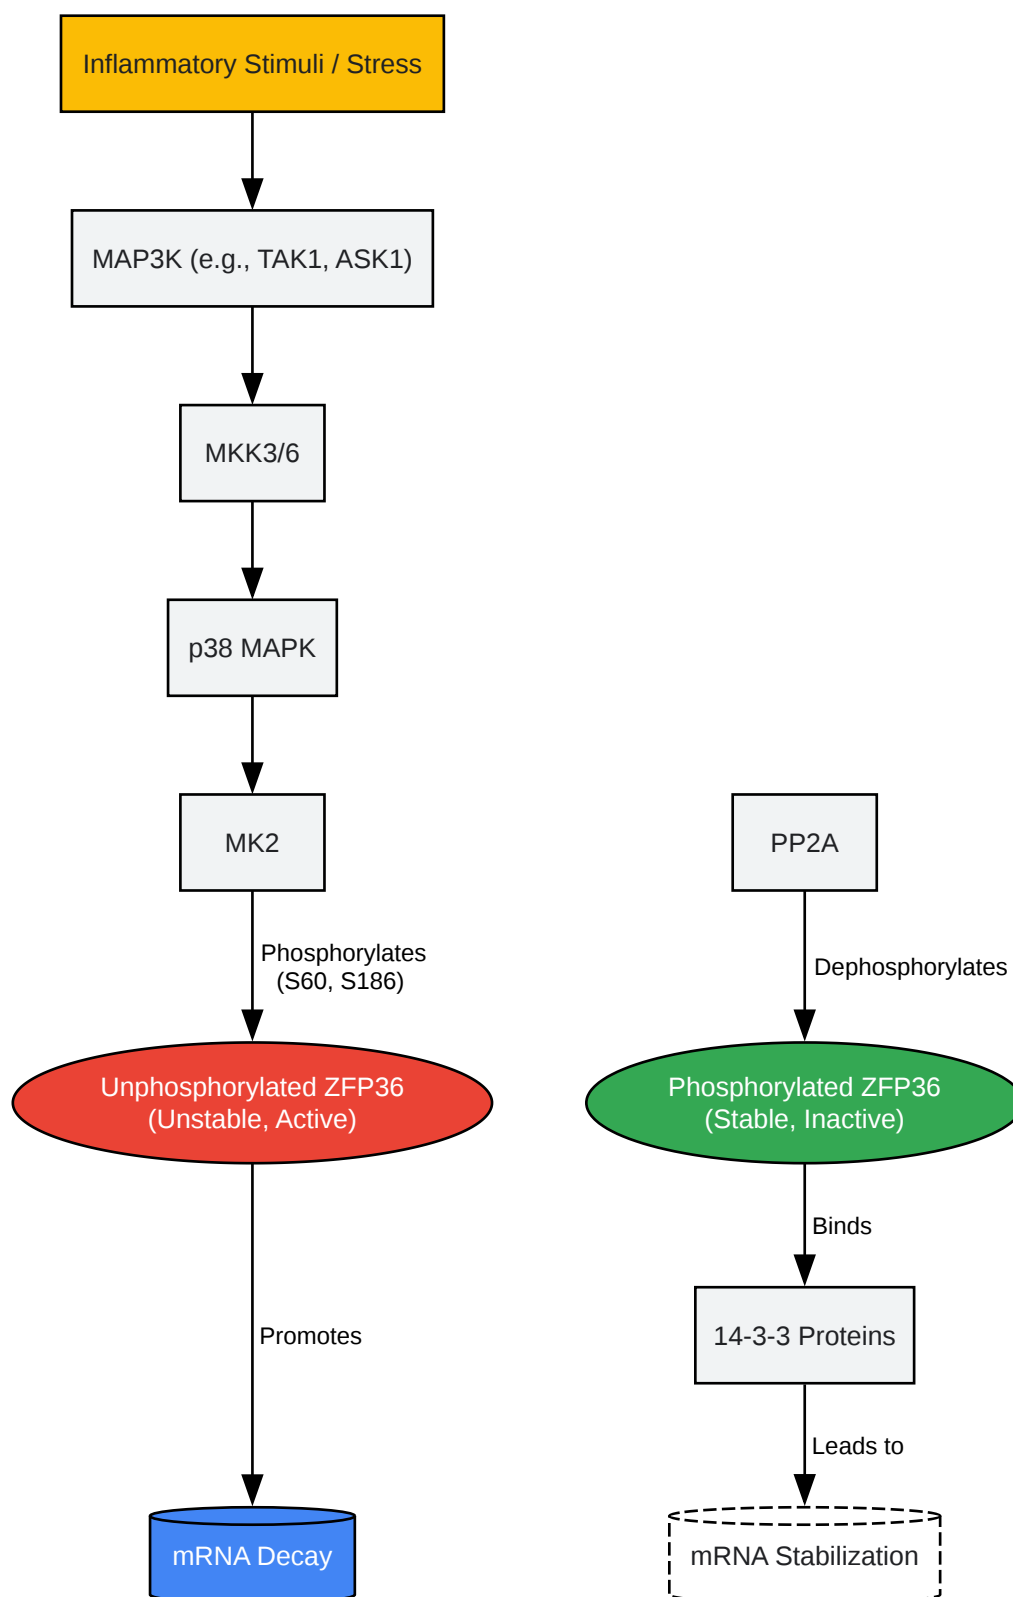 Inflammatory Stimuli / Stress
MAP3K (e.g., TAK1, ASK1)
MKK3/6
p38 MAPK
MK2
PP2A
Phosphorylates
(S60, S186)
Dephosphorylates
Unphosphorylated ZFP36
(Unstable, Active)
Phosphorylated ZFP36
(Stable, Inactive)
Binds
Promotes
14-3-3 Proteins
Leads to
mRNA Decay
mRNA Stabilization